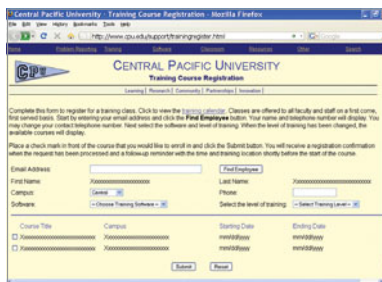 Central Pacific University - Training Course Registration - Mozilla Firefox
File Edit View History Bookmarks Tools Help
http://www.cpu.edu/support/trainingregister.html
Home Problem Reporting Training Software Classroom Resources Other Search
CPU
CENTRAL PACIFIC UNIVERSITY
Training Course Registration
Learning | Research | Community | Partnerships | Innovation |
Complete this form to register for a training class. Click to view the training calendar. Classes are offered to all faculty and staff on a first come,
first served basis. Start by entering your email address and click the Find Employee button. Your name and telephone number will display. You
may change your contact telephone number. Next select the software and level of training. When the level of training has been changed, the
available courses will display.
Place a check mark in front of the course that you would like to enroll in and click the Submit button. You will receive a registration confirmation
when the request has been processed and a follow-up reminder with the time and training location shortly before the start of the course.
Email Address: Find Employee
First Name: Xxxxxxxxxxxxxxxxxx Last Name: Xxxxxxxxxxxxxxxxxx
Campus: Central Phone:
Software: -- Choose Training Software -- Select the level of training: -- Select Training Level --
Course Title Campus Starting Date Ending Date
Xxxxxxxxxxxxxxxxxxxx Xxxxxxxxxxxxxxxxxx mm/dd/yyyy mm/dd/yyyy
Xxxxxxxxxxxxxxxxxxxx Xxxxxxxxxxxxxxxxxx mm/dd/yyyy mm/dd/yyyy
Submit Reset